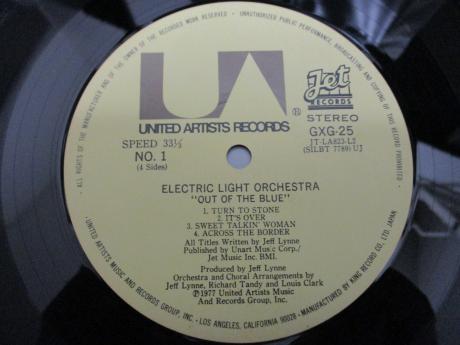 ALL RIGHTS OF THE MANUFACTURER AND OF THE OWNER OF THE RECORDED WORK RESERVED
UNAUTHORIZED PUBLIC PERFORMANCE, BROADCASTING AND COPYING OF THIS RECORD PROHIBITED
UA
Jet
RECORDS
®
UNITED ARTISTS RECORDS
STEREO
SPEED 33⅓
GXG-25
NO. 1
JT-LA823-L2
(4 Sides)
(SILBT 7789) UJ
ELECTRIC LIGHT ORCHESTRA
"OUT OF THE BLUE"
1. TURN TO STONE
2. IT'S OVER
3. SWEET TALKIN' WOMAN
4. ACROSS THE BORDER
All Titles Written by Jeff Lynne
Published by Unart Music Corp./
Jet Music Inc. BMI.
Produced by Jeff Lynne
Orchestra and Choral Arrangements by
Jeff Lynne, Richard Tandy and Louis Clark
Ⓟ1977 United Artists Music
And Records Group, Inc.
• UNITED ARTISTS MUSIC AND RECORDS GROUP, INC. • LOS ANGELES, CALIFORNIA 90028 • MANUFACTURED BY KING RECORD CO. LTD, JAPAN